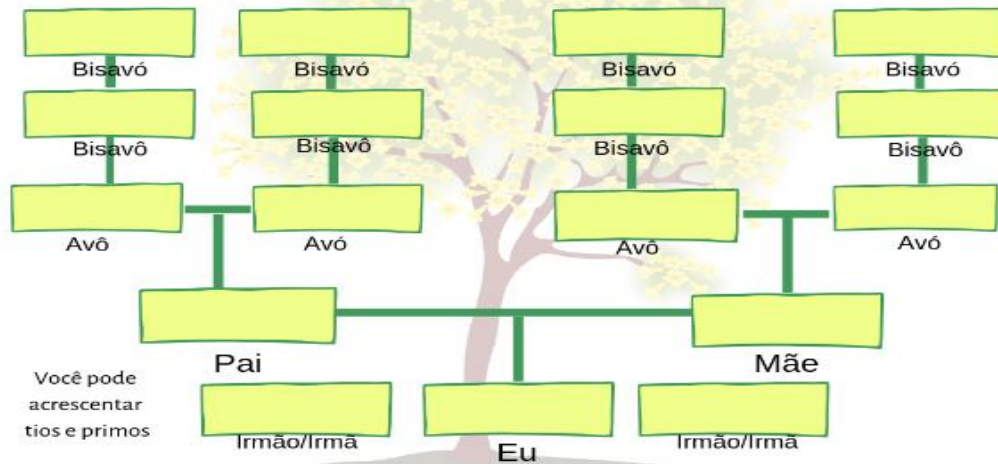 Bisavó Bisavó Bisavó Bisavó
Bisavô Bisavô Bisavô Bisavô
Avô Avó Avô Avó
Pai Mãe
Você pode
acrescentar
tios e primos
Irmão/Irmã Eu Irmão/Irmã